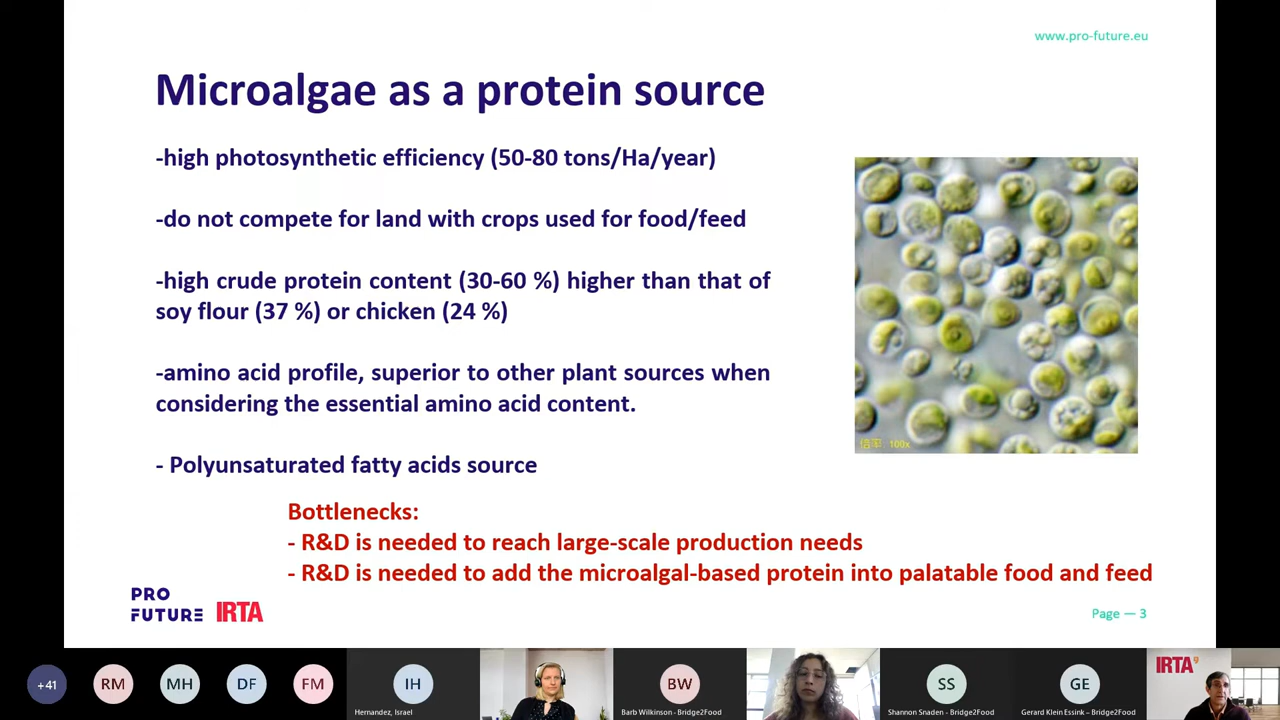 www.pro-future.eu
Microalgae as a protein source
-high photosynthetic efficiency (50-80 tons/Ha/year)
-do not compete for land with crops used for food/feed
-high crude protein content (30-60 %) higher than that of
soy flour (37 %) or chicken (24 %)
-amino acid profile, superior to other plant sources when
considering the essential amino acid content.
- Polyunsaturated fatty acids source
倍率: 100x
Bottlenecks:
- R&D is needed to reach large-scale production needs
- R&D is needed to add the microalgal-based protein into palatable food and feed
PRO
FUTURE IRTA
Page — 3
+41 RM MH DF FM IH BW SS GE IRTA
Hernandez, Israel
Barb Wilkinson - Bridge2Food
Shannon Snaden - Bridge2Food
Gerard Klein Essink – Bridge2Food